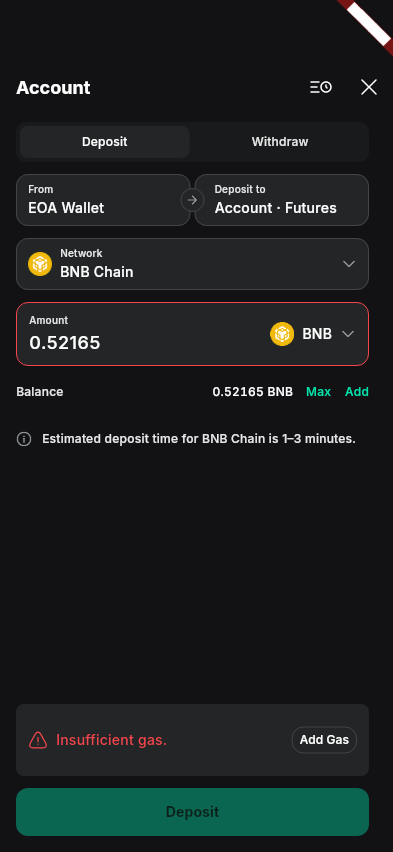 Account
Deposit
Withdraw
From
EOA Wallet
Deposit to
Account · Futures
Network
BNB Chain
Amount
0.52165
BNB
Balance
0.52165 BNB Max Add
Estimated deposit time for BNB Chain is 1–3 minutes.
Insufficient gas.
Add Gas
Deposit